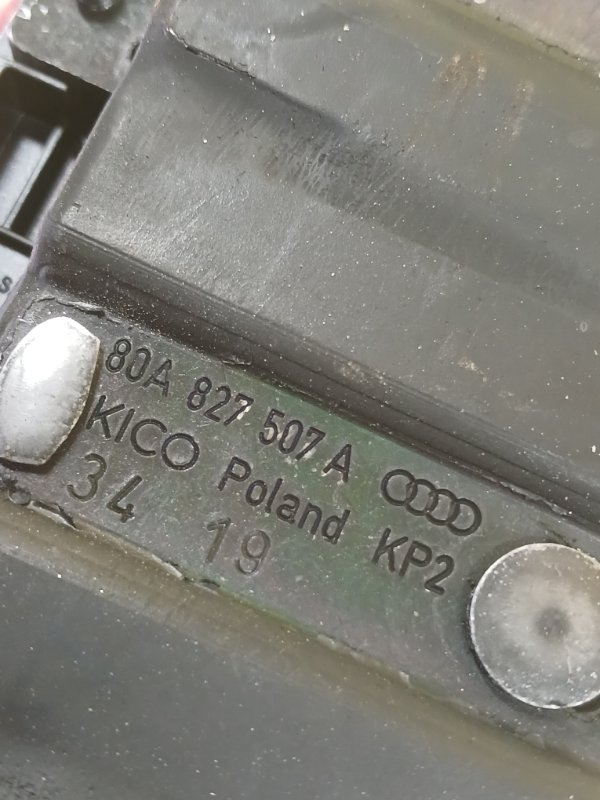 80A 827 507 A
KICO Poland KP2
34 19
S